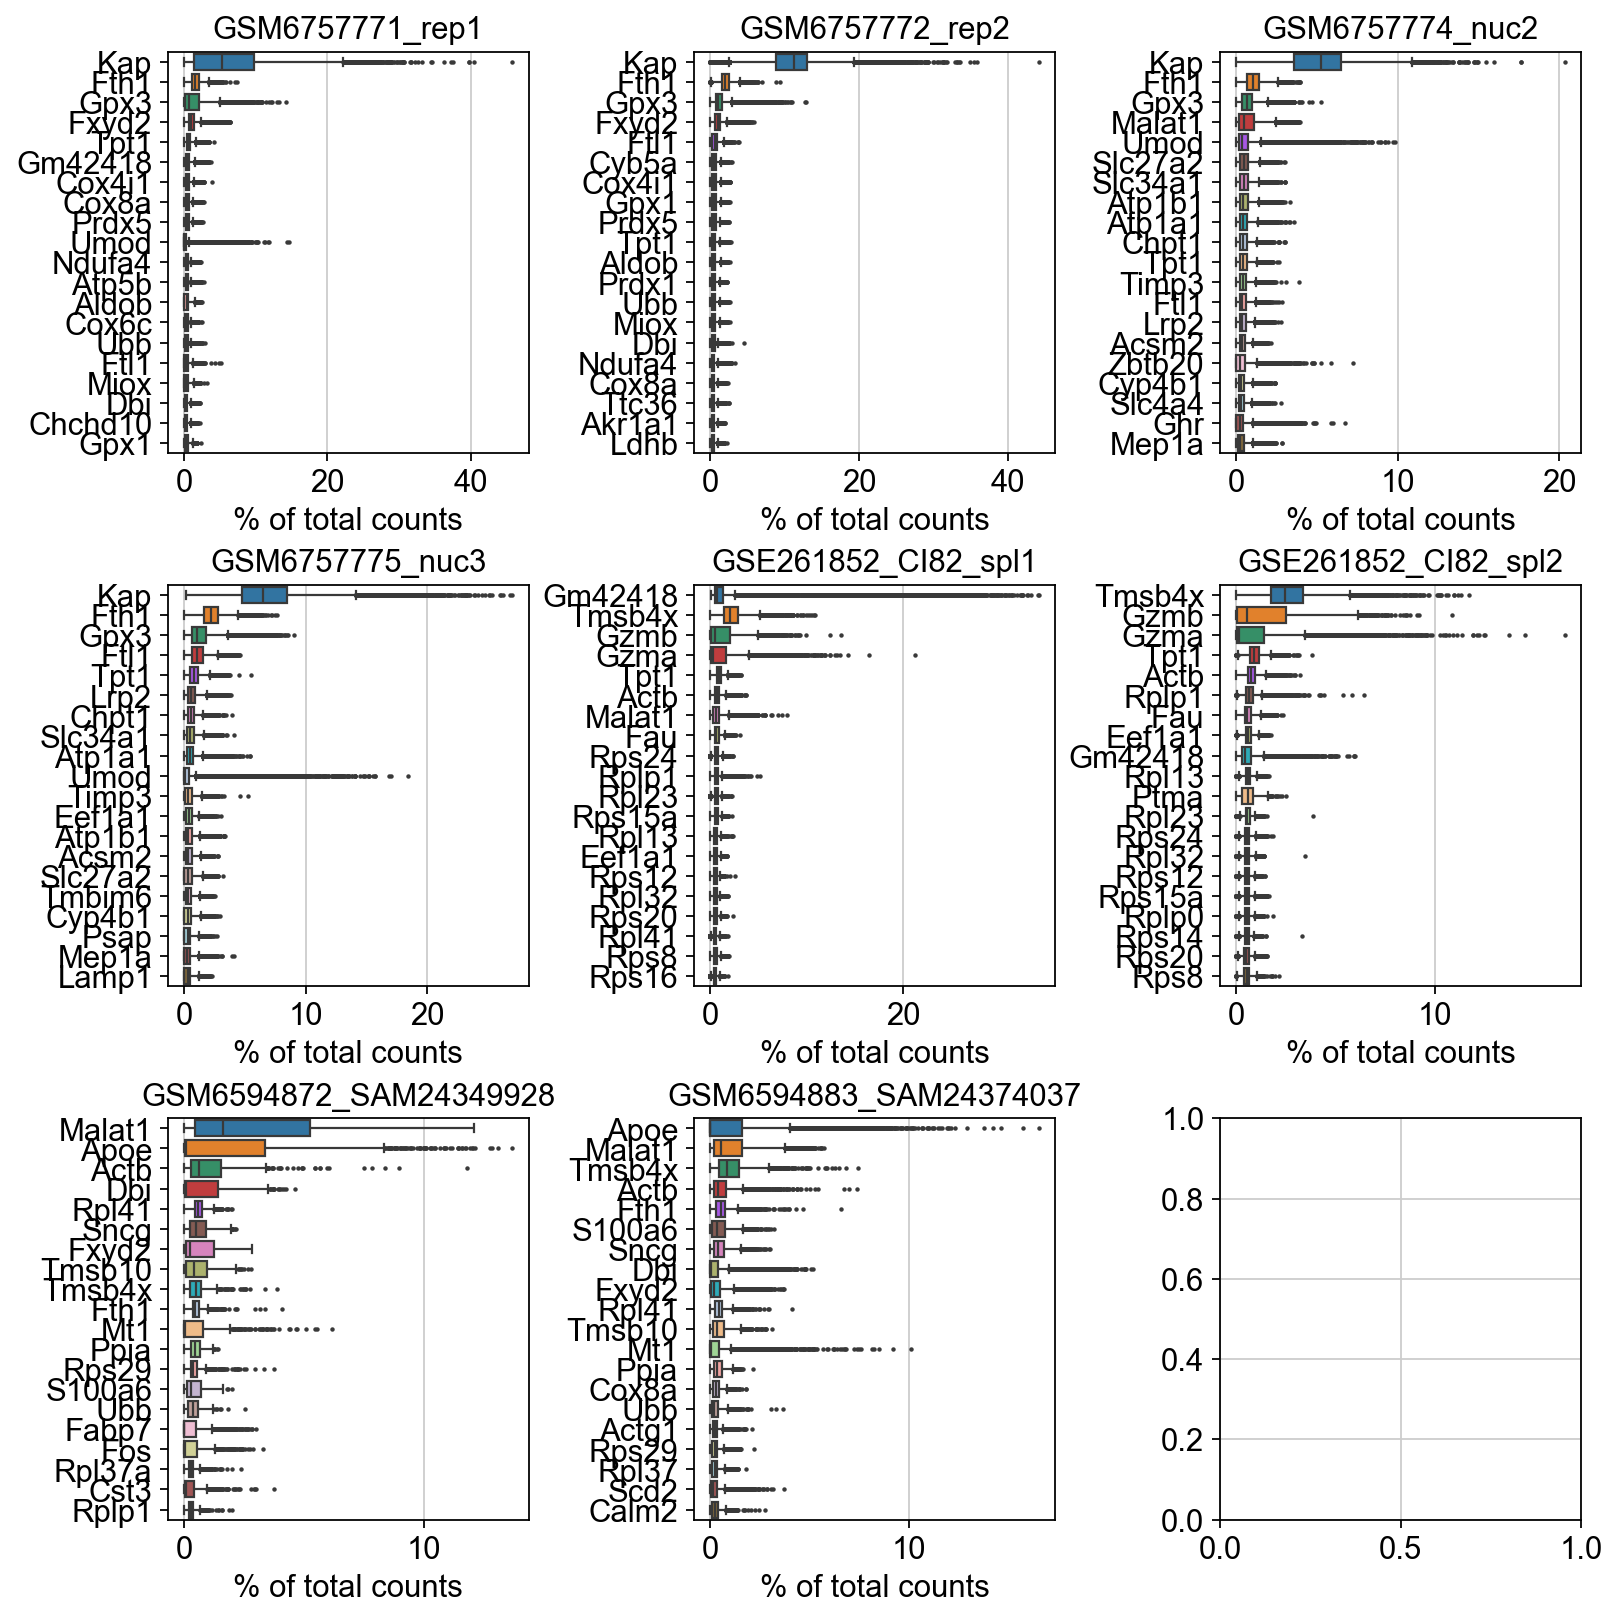 GSM6757771_rep1
Kap
Fth1
Gpx3
Fxyd2
Tpt1
Gm42418
Cox4i1
Cox8a
Prdx5
Umod
Ndufa4
Atp5b
Aldob
Cox6c
Ubb
Ftl1
Miox
Dbi
Chchd10
Gpx1
0 20 40
% of total counts
GSM6757772_rep2
Kap
Fth1
Gpx3
Fxyd2
Ftl1
Cyb5a
Cox4i1
Gpx1
Prdx5
Tpt1
Aldob
Prdx1
Ubb
Miox
Dbi
Ndufa4
Cox8a
Ttc36
Akr1a1
Ldhb
0 20 40
% of total counts
GSM6757774_nuc2
Kap
Fth1
Gpx3
Malat1
Umod
Slc27a2
Slc34a1
Atp1b1
Atp1a1
Chpt1
Tpt1
Timp3
Ftl1
Lrp2
Acsm2
Zbtb20
Cyp4b1
Slc4a4
Ghr
Mep1a
0 10 20
% of total counts
GSM6757775_nuc3
Kap
Fth1
Gpx3
Ftl1
Tpt1
Lrp2
Chpt1
Slc34a1
Atp1a1
Umod
Timp3
Eef1a1
Atp1b1
Acsm2
Slc27a2
Tmbim6
Cyp4b1
Psap
Mep1a
Lamp1
0 10 20
% of total counts
GSE261852_CI82_spl1
Gm42418
Tmsb4x
Gzmb
Gzma
Tpt1
Actb
Malat1
Fau
Rps24
Rplp1
Rpl23
Rps15a
Rpl13
Eef1a1
Rps12
Rpl32
Rps20
Rpl41
Rps8
Rps16
0 20
% of total counts
GSE261852_CI82_spl2
Tmsb4x
Gzmb
Gzma
Tpt1
Actb
Rplp1
Fau
Eef1a1
Gm42418
Rpl13
Ptma
Rpl23
Rps24
Rpl32
Rps12
Rps15a
Rplp0
Rps14
Rps20
Rps8
0 10
% of total counts
GSM6594872_SAM24349928
Malat1
Apoe
Actb
Dbi
Rpl41
Sncg
Fxyd2
Tmsb10
Tmsb4x
Fth1
Mt1
Ppia
Rps29
S100a6
Ubb
Fabp7
Fos
Rpl37a
Cst3
Rplp1
0 10
% of total counts
GSM6594883_SAM24374037
Apoe
Malat1
Tmsb4x
Actb
Fth1
S100a6
Sncg
Dbi
Fxyd2
Rpl41
Tmsb10
Mt1
Ppia
Cox8a
Ubb
Actg1
Rps29
Rpl37
Scd2
Calm2
0 10
% of total counts
1.0
0.8
0.6
0.4
0.2
0.0
0.0 0.5 1.0